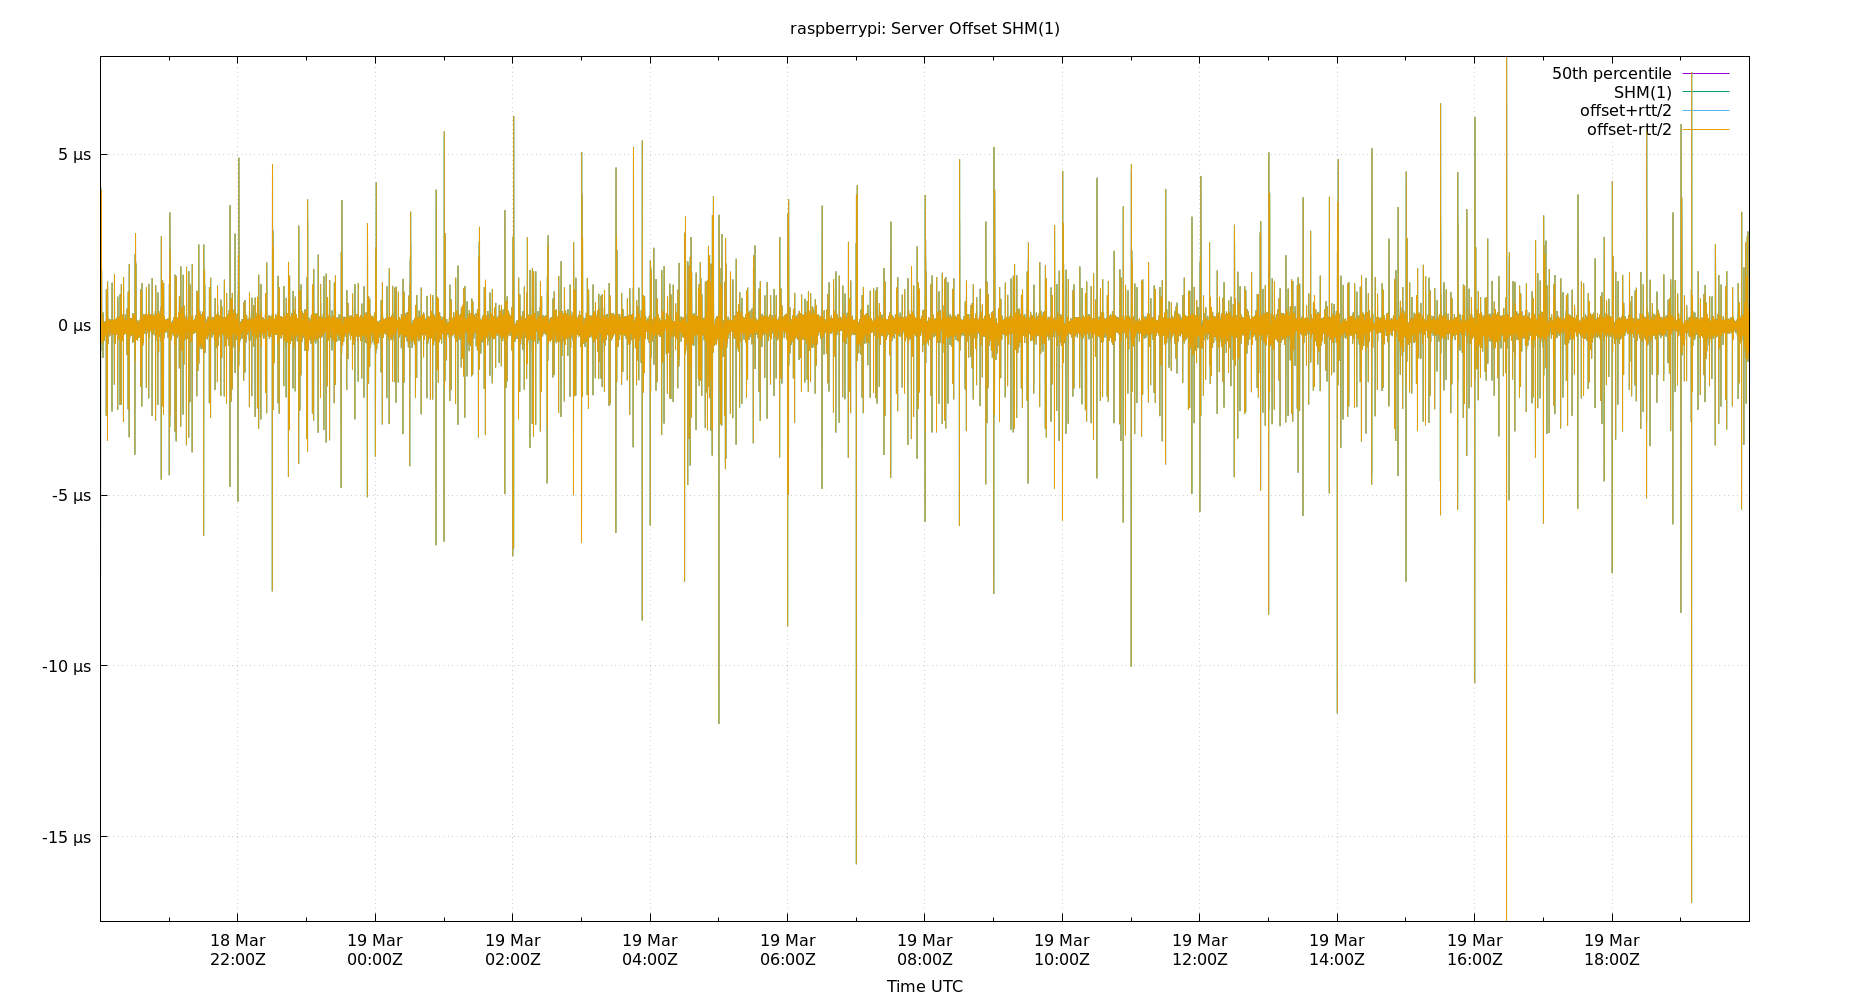 raspberrypi: Server Offset SHM(1)
50th percentile
SHM(1)
offset+rtt/2
offset-rtt/2
5 µs
0 µs
-5 µs
-10 µs
-15 µs
18 Mar 19 Mar 19 Mar 19 Mar 19 Mar 19 Mar 19 Mar 19 Mar 19 Mar 19 Mar 19 Mar
22:00Z 00:00Z 02:00Z 04:00Z 06:00Z 08:00Z 10:00Z 12:00Z 14:00Z 16:00Z 18:00Z
Time UTC